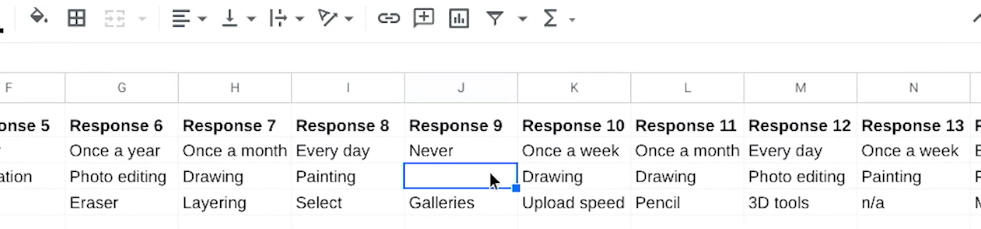 F G H I J K L M N
onse 5 Response 6 Response 7 Response 8 Response 9 Response 10 Response 11 Response 12 Response 13
Once a year Once a month Every day Never Once a week Once a month Every day Once a week
ation Photo editing Drawing Painting Drawing Drawing Photo editing Painting
Eraser Layering Select Galleries Upload speed Pencil 3D tools n/a